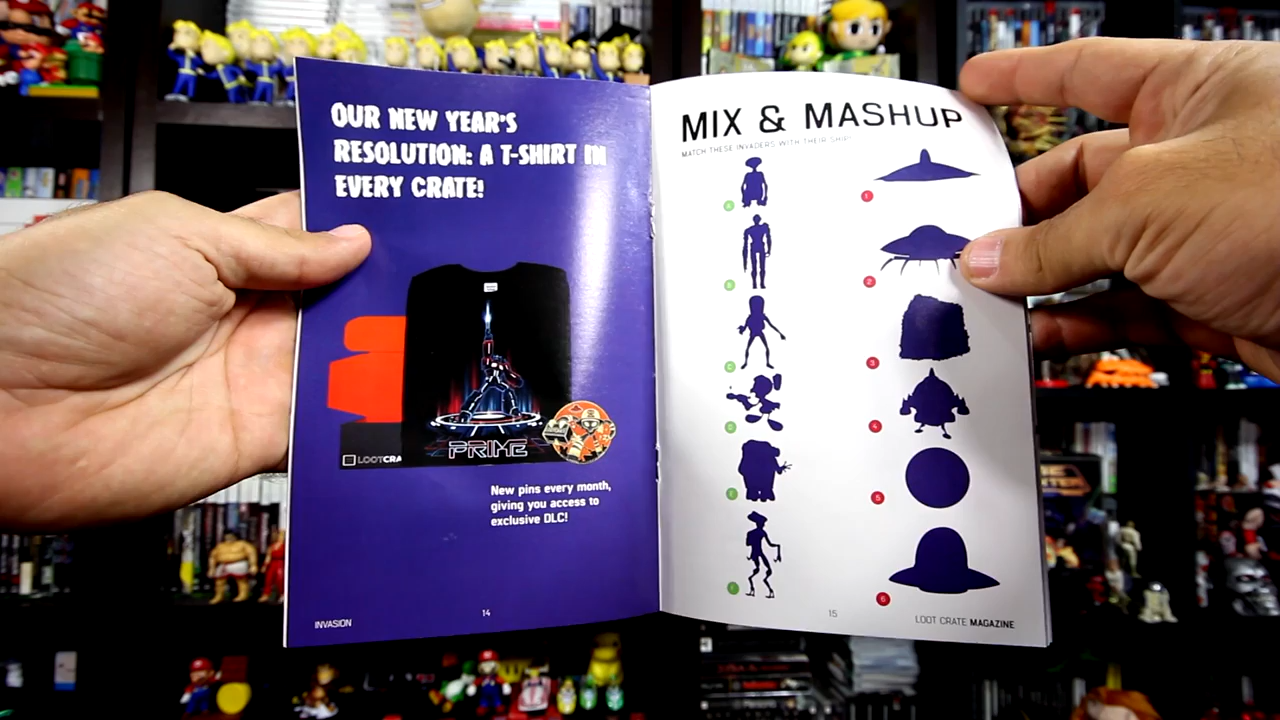 OUR NEW YEAR'S
RESOLUTION: A T-SHIRT IN
EVERY CRATE!
PRIME
LOOTCRA
New pins every month,
giving you access to
exclusive DLC!
INVASION
14
MIX & MASHUP
MATCH THESE INVADERS WITH THEIR SHIP!
A
1
B
2
C
3
D
4
E
5
F
6
15
LOOT CRATE MAGAZINE